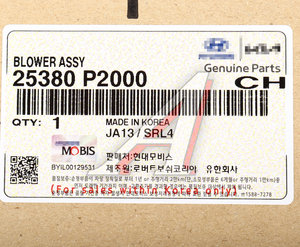 Genuine Parts
BLOWER ASSY
25380 P2000
CH
QTY: 1
MADE IN KOREA
JA13 / SRL4
MOBIS
BYIL00129531
판매처:현대모비스
제조원:로버트보쉬코리아 유한회사
(For sales within Korea only)